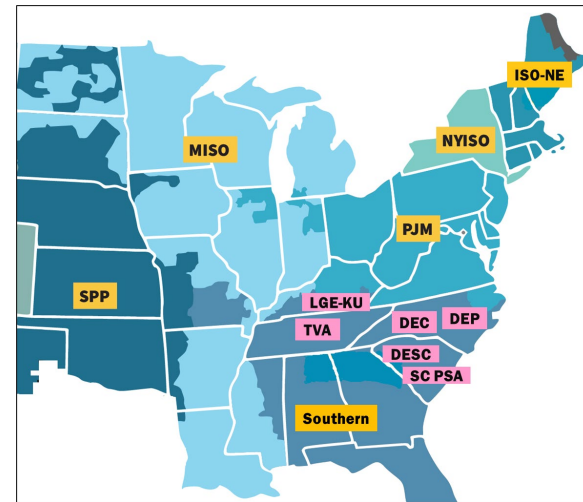 ISO-NE
NYISO
MISO
PJM
SPP
LGE-KU
TVA
DEC
DEP
DESC
SC PSA
Southern